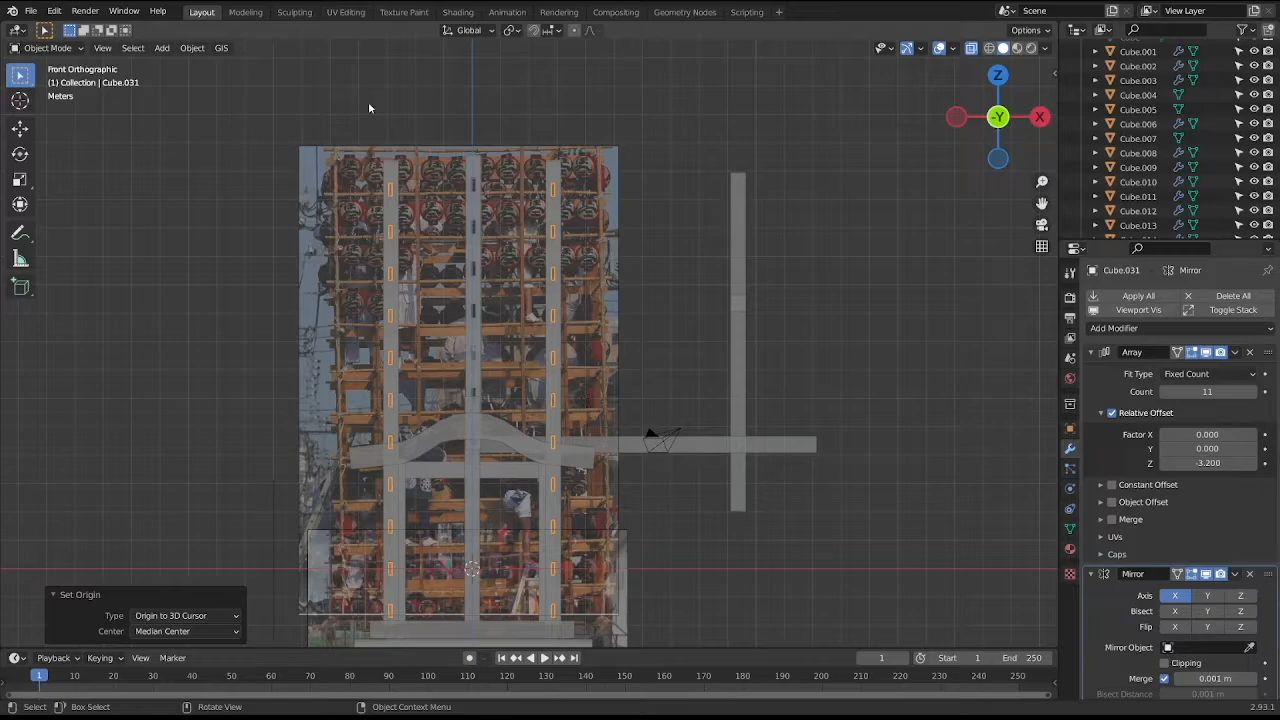 File Edit Render Window Help Layout Modeling Sculpting UV Editing Texture Paint Shading Animation Rendering Compositing Geometry Nodes Scripting + Scene View Layer
Global Options
Object Mode View Select Add Object GIS
Front Orthographic
(1) Collection | Cube.031
Meters
Z
-Y
X
Cube.001
Cube.002
Cube.003
Cube.004
Cube.005
Cube.006
Cube.007
Cube.008
Cube.009
Cube.010
Cube.011
Cube.012
Cube.013
Cube.031 Mirror
Apply All Delete All
Viewport Vis Toggle Stack
Add Modifier
Array
Fit Type Fixed Count
Count 11
Relative Offset
Factor X 0.000
Y 0.000
Z -3.200
Constant Offset
Object Offset
Merge
UVs
Caps
Mirror
Axis X Y Z
Bisect X Y Z
Flip X Y Z
Mirror Object
Clipping
Merge 0.001 m
Bisect Distance 0.001 m
Set Origin
Type Origin to 3D Cursor
Center Median Center
Playback Keying View Marker 1 Start 1 End 250
1 10 20 30 40 50 60 70 80 90 100 110 120 130 140 150 160 170 180 190 200 210 220 230 240 250
Select Box Select Rotate View Object Context Menu 2.93.1